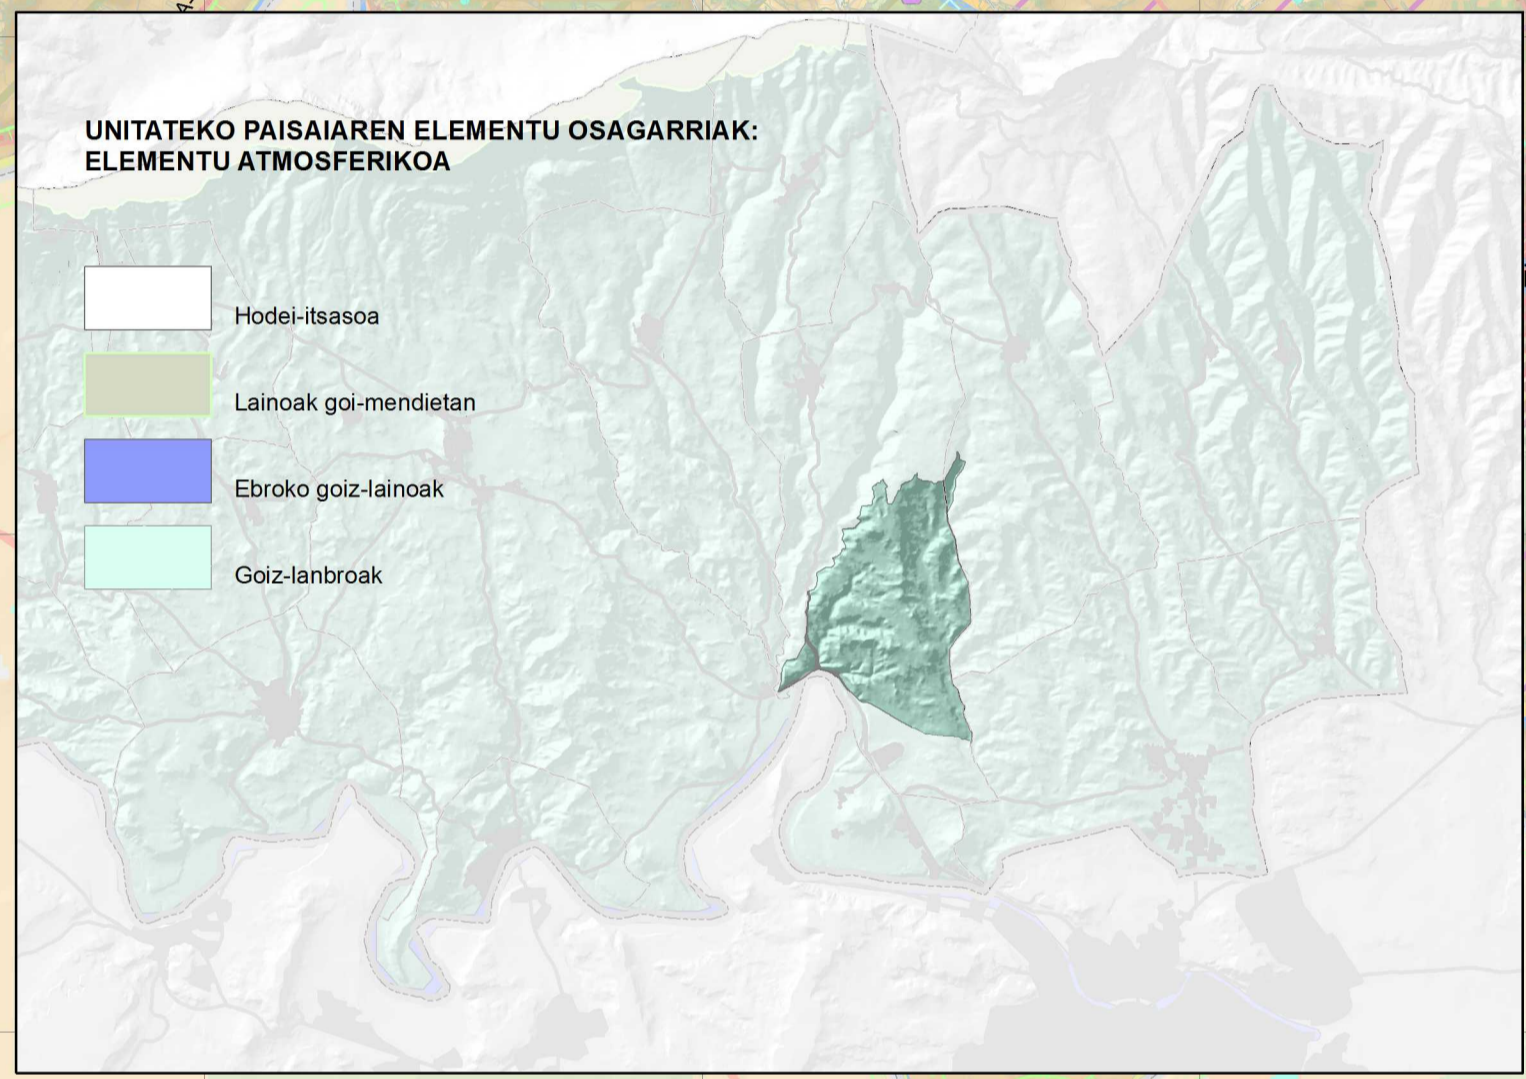 UNITATEKO PAISAIAREN ELEMENTU OSAGARRIAK:
ELEMENTU ATMOSFERIKOA
Hodei-itsasoa
Lainoak goi-mendietan
Ebroko goiz-lainoak
Goiz-lanbroak